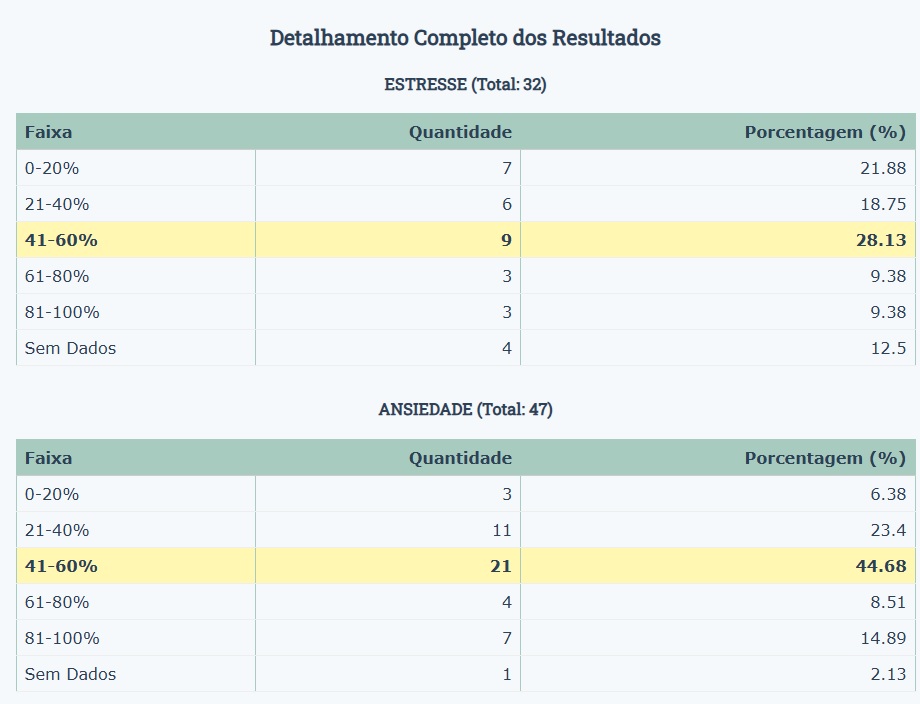 Detalhamento Completo dos Resultados
ESTRESSE (Total: 32)
Faixa Quantidade Porcentagem (%)
0-20% 7 21.88
21-40% 6 18.75
41-60% 9 28.13
61-80% 3 9.38
81-100% 3 9.38
Sem Dados 4 12.5
ANSIEDADE (Total: 47)
Faixa Quantidade Porcentagem (%)
0-20% 3 6.38
21-40% 11 23.4
41-60% 21 44.68
61-80% 4 8.51
81-100% 7 14.89
Sem Dados 1 2.13